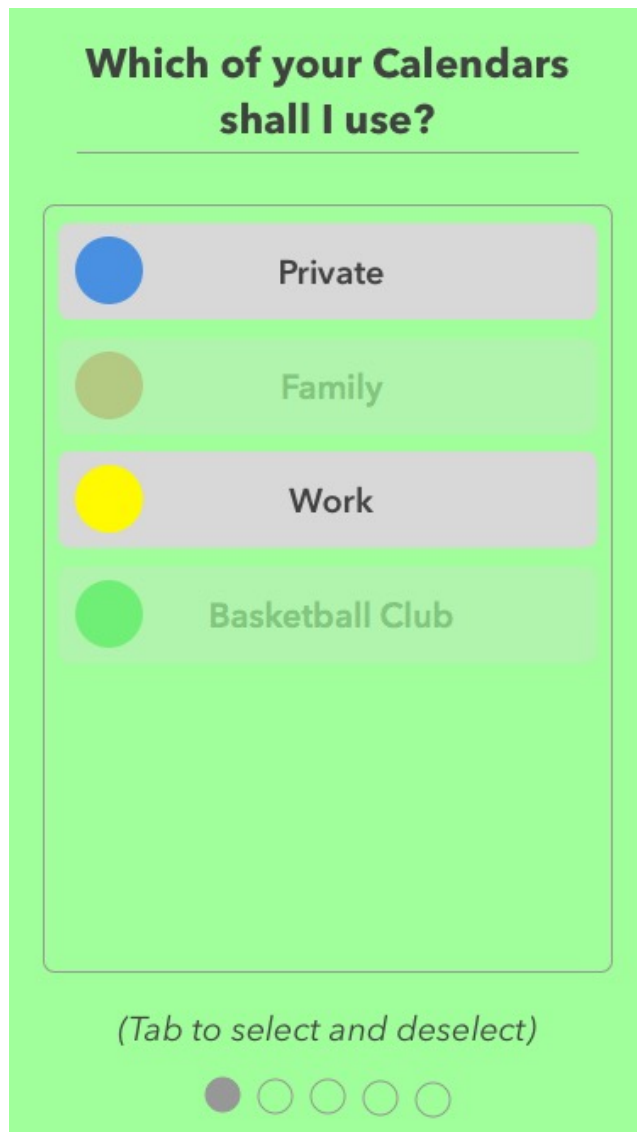 Which of your Calendars
shall I use?
Private
Family
Work
Basketball Club
(Tab to select and deselect)